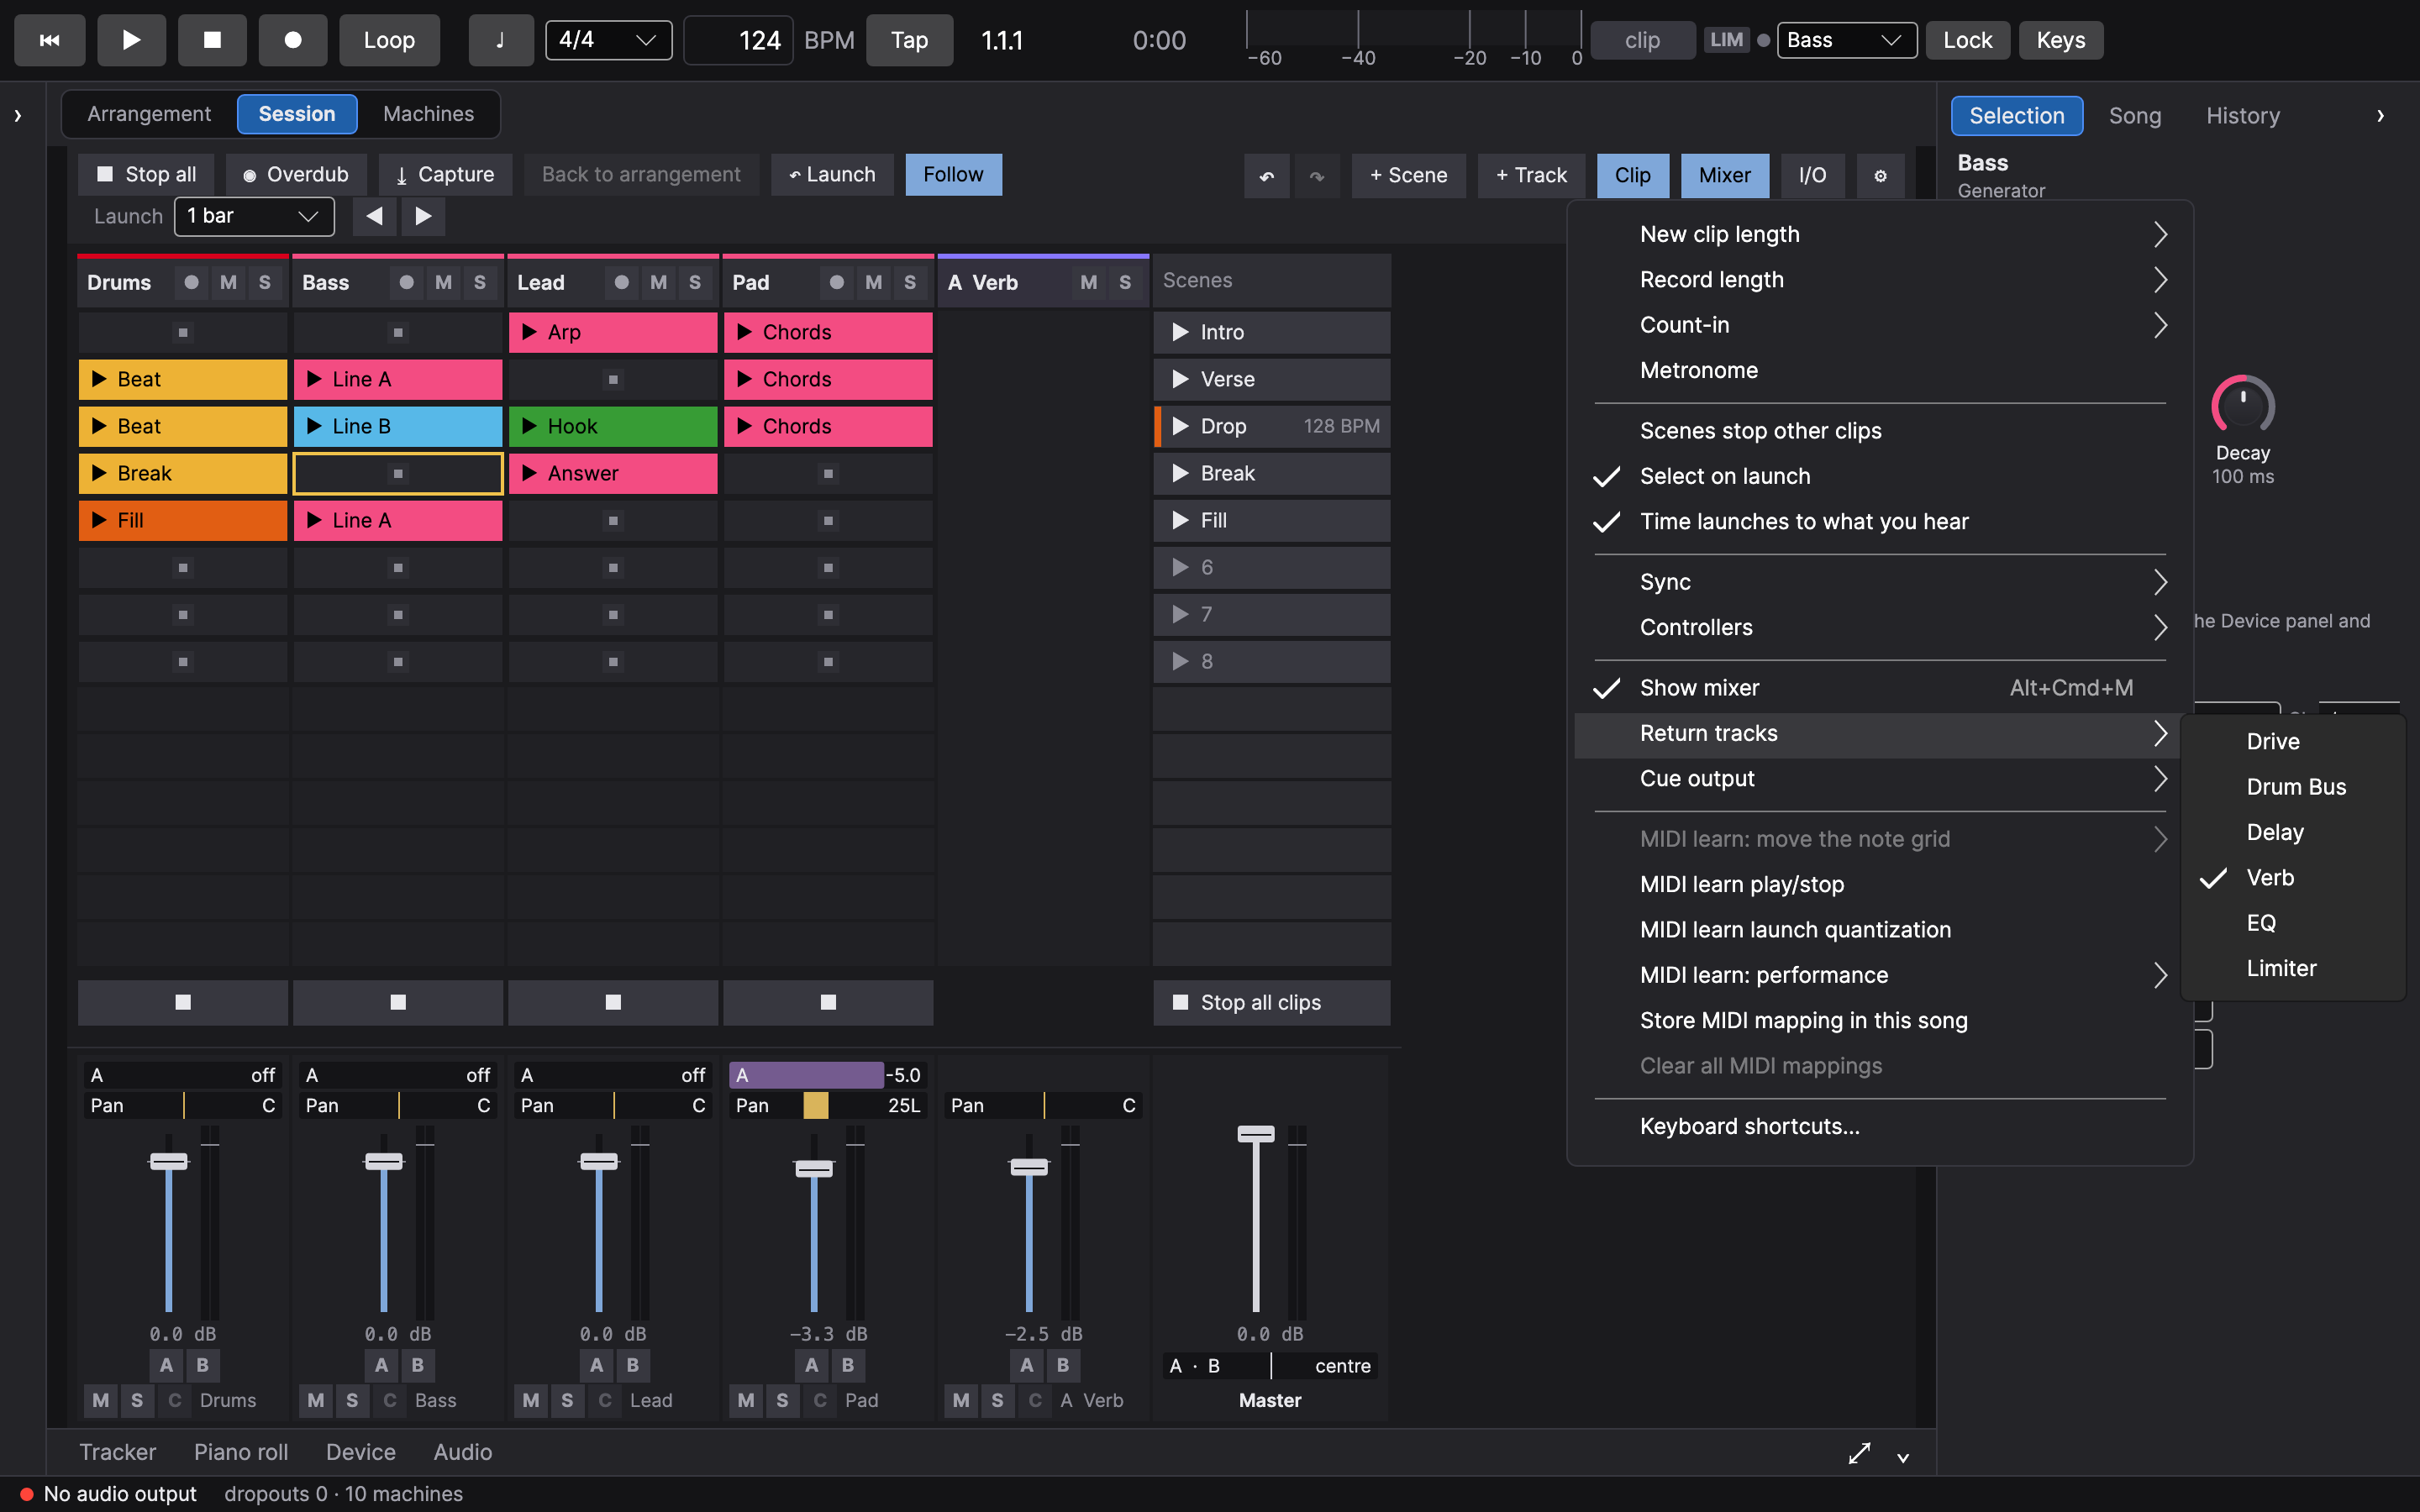 Loop 4/4 124 BPM Tap 1.1.1 0:00 −60 −40 −20 −10 0 clip LIM Bass Lock Keys
Arrangement Session Machines
Selection Song History
Stop all Overdub Capture Back to arrangement Launch Follow + Scene + Track Clip Mixer I/O
Bass
Generator
Launch 1 bar
Drums M S Bass M S Lead M S Pad M S A Verb M S Scenes
Arp Chords Intro
Beat Line A Chords Verse
Beat Line B Hook Chords Drop 128 BPM
Break Answer Break
Fill Line A Fill
6
7
8
Stop all clips
New clip length
Record length
Count-in
Metronome
Scenes stop other clips
Select on launch
Time launches to what you hear
Sync
Controllers
Show mixer Alt+Cmd+M
Return tracks
Cue output
MIDI learn: move the note grid
MIDI learn play/stop
MIDI learn launch quantization
MIDI learn: performance
Store MIDI mapping in this song
Clear all MIDI mappings
Keyboard shortcuts...
Drive
Drum Bus
Delay
Verb
EQ
Limiter
Decay
100 ms
he Device panel and
A off A off A off A -5.0
Pan C Pan C Pan C Pan 25L Pan C
0.0 dB 0.0 dB 0.0 dB −3.3 dB −2.5 dB 0.0 dB
A B A B A B A B A B A · B centre
M S C Drums M S C Bass M S C Lead M S C Pad M S C A Verb Master
Tracker Piano roll Device Audio
No audio output dropouts 0 · 10 machines